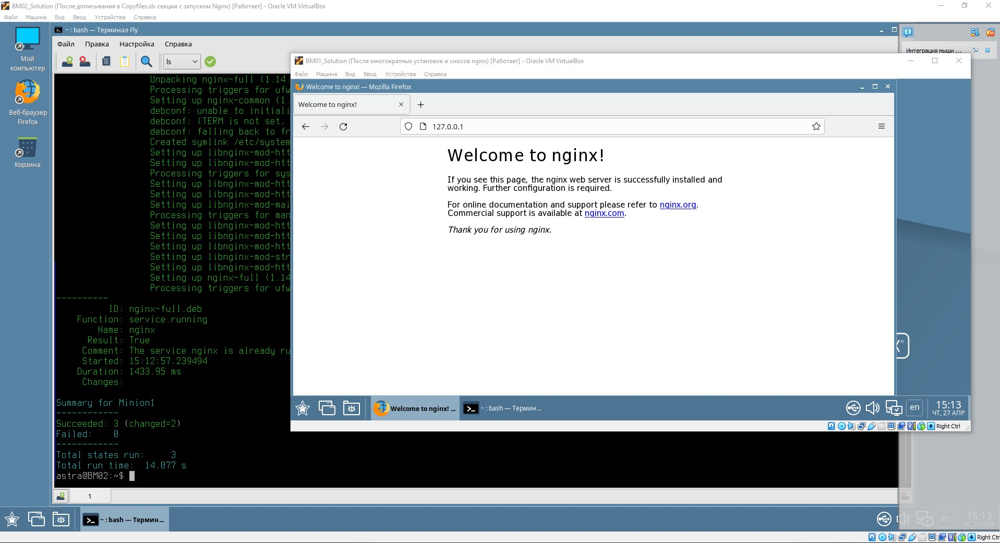 BM02_Solution (После дописывания в Copyfiles.sls секции с запуском Nginx) [Работает] - Oracle VM VirtualBox
Файл Машина Вид Ввод Устройства Справка
Мой компьютер
Веб-браузер Firefox
Корзина
~ : bash — Терминал Fly
Файл Правка Настройка Справка
ls
Интеграция мыши ...
Unpacking nginx-full (1.14.
Processing triggers for ufw
Setting up nginx-common (1.
debconf: unable to initiali
debconf: (TERM is not set,
debconf: falling back to fr
Created symlink /etc/system
Setting up libnginx-mod-htt
Setting up libnginx-mod-htt
Processing triggers for sys
Setting up libnginx-mod-htt
Setting up libnginx-mod-htt
Setting up libnginx-mod-mai
Processing triggers for man
Setting up libnginx-mod-htt
Setting up libnginx-mod-htt
Setting up libnginx-mod-htt
Setting up libnginx-mod-str
Setting up libnginx-mod-htt
Setting up nginx-full (1.14
Processing triggers for ufw
----------
ID: nginx-full.deb
Function: service.running
Name: nginx
Result: True
Comment: The service nginx is already ru
Started: 15:12:57.239494
Duration: 1433.95 ms
Changes:
Summary for Minion1
------------
Succeeded: 3 (changed=2)
Failed: 0
------------
Total states run: 3
Total run time: 14.077 s
astra@BM02:~$
1
BM01_Solution (После многократных установок и сносов nginx) [Работает] - Oracle VM VirtualBox
Файл Машина Вид Ввод Устройства Справка
Welcome to nginx! — Mozilla Firefox
Welcome to nginx!
127.0.0.1
Welcome to nginx!
If you see this page, the nginx web server is successfully installed and
working. Further configuration is required.
For online documentation and support please refer to nginx.org.
Commercial support is available at nginx.com.
Thank you for using nginx.
Welcome to nginx! ...
~ : bash — Термин...
en
15:13
ЧТ, 27 АПР
Right Ctrl
X®
~ : bash — Термин...
en
15:13
ЧТ, 27 АПР
Right Ctr